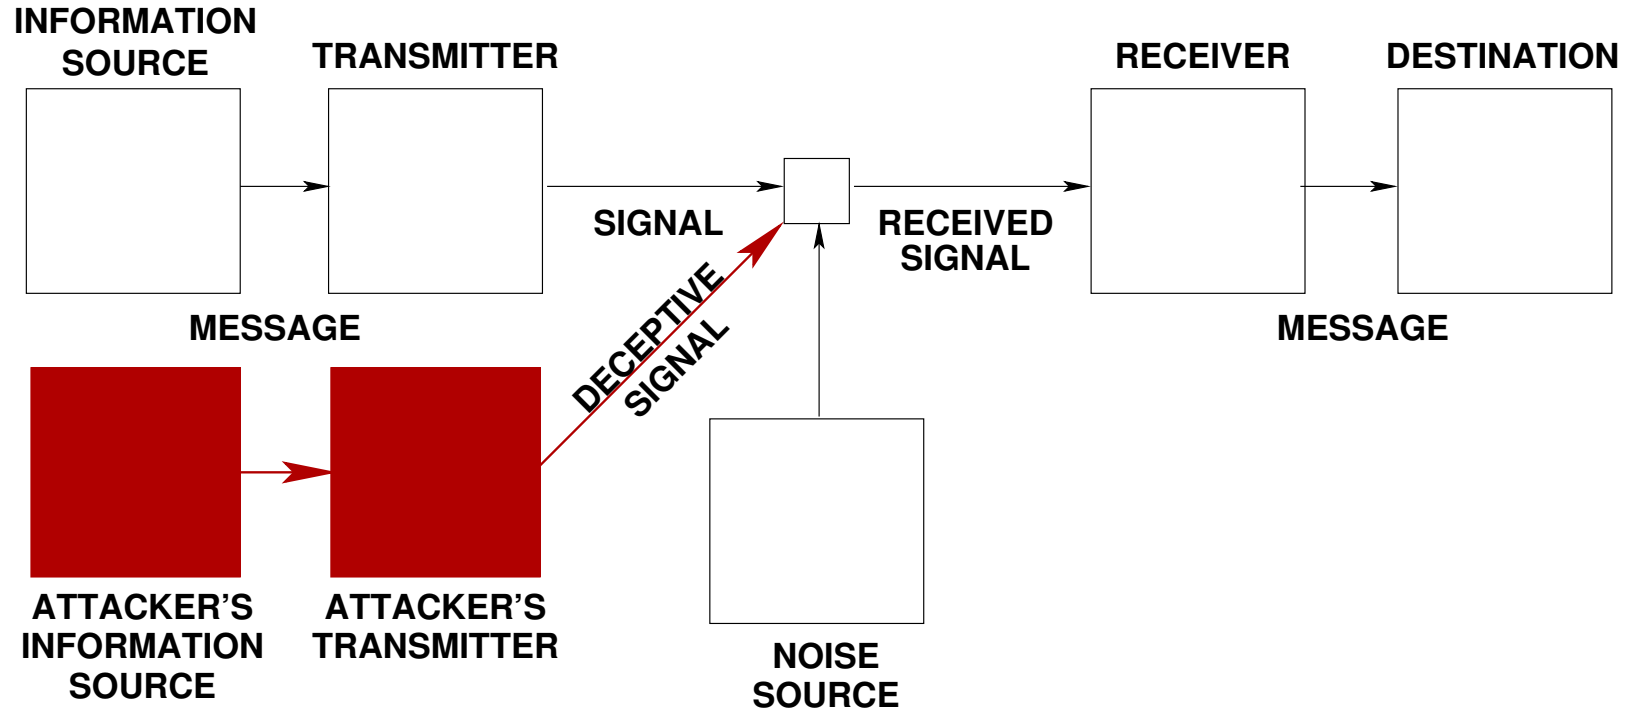 INFORMATION
SOURCE
TRANSMITTER
RECEIVER
DESTINATION
SIGNAL
RECEIVED
SIGNAL
MESSAGE
MESSAGE
DECEPTIVE
SIGNAL
ATTACKER’S
INFORMATION
SOURCE
ATTACKER’S
TRANSMITTER
NOISE
SOURCE